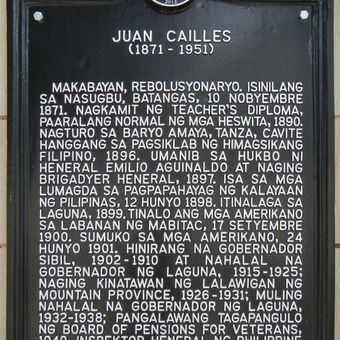 2015
JUAN CAILLES
(1871 - 1951)
MAKABAYAN, REBOLUSYONARYO. ISINILANG
SA NASUGBU, BATANGAS, 10 NOBYEMBRE
1871. NAGKAMIT NG TEACHER'S DIPLOMA,
PAARALANG NORMAL NG MGA HESWITA, 1890.
NAGTURO SA BARYO AMAYA, TANZA, CAVITE
HANGGANG SA PAGSIKLAB NG HIMAGSIKANG
FILIPINO, 1896. UMANIB SA HUKBO NI
HENERAL EMILIO AGUINALDO AT NAGING
BRIGADYER HENERAL, 1897. ISA SA MGA
LUMAGDA SA PAGPAPAHAYAG NG KALAYAAN
NG PILIPINAS, 12 HUNYO 1898. ITINALAGA SA
LAGUNA, 1899. TINALO ANG MGA AMERIKANO
SA LABANAN NG MABITAC, 17 SETYEMBRE
1900. SUMUKO SA MGA AMERIKANO, 24
HUNYO 1901. HINIRANG NA GOBERNADOR
SIBIL, 1902-1910 AT NAHALAL NA
GOBERNADOR NG LAGUNA, 1915-1925;
NAGING KINATAWAN NG LALAWIGAN NG
MOUNTAIN PROVINCE, 1926-1931; MULING
NAHALAL NA GOBERNADOR NG LAGUNA,
1932-1938; PANGALAWANG TAGAPANGULO
NG BOARD OF PENSIONS FOR VETERANS,
1940. INSPEKTOR HENERAL NG PHILIPPINE